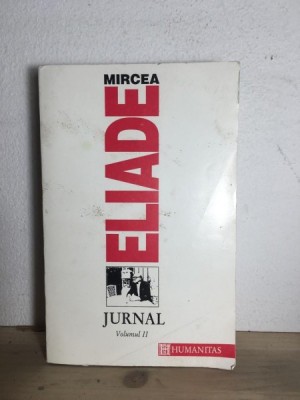 MIRCEA
ELIADE
JURNAL
Volumul II
HUMANITAS